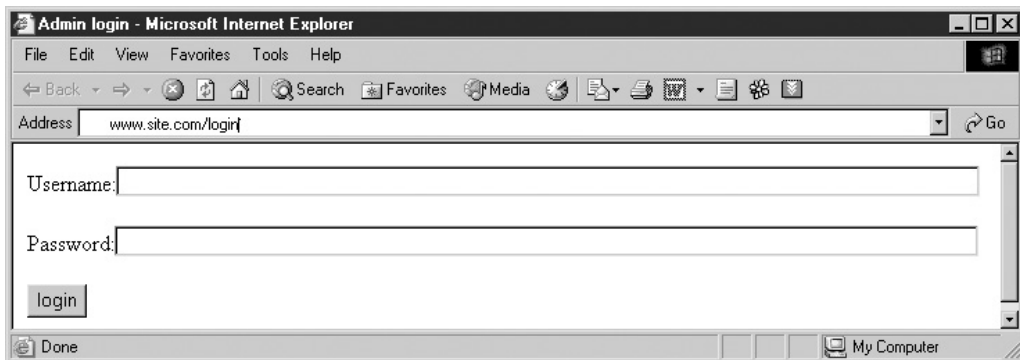 Admin login - Microsoft Internet Explorer
File Edit View Favorites Tools Help
Back Search Favorites Media
Address www.site.com/login Go
Username:
Password:
login
Done My Computer